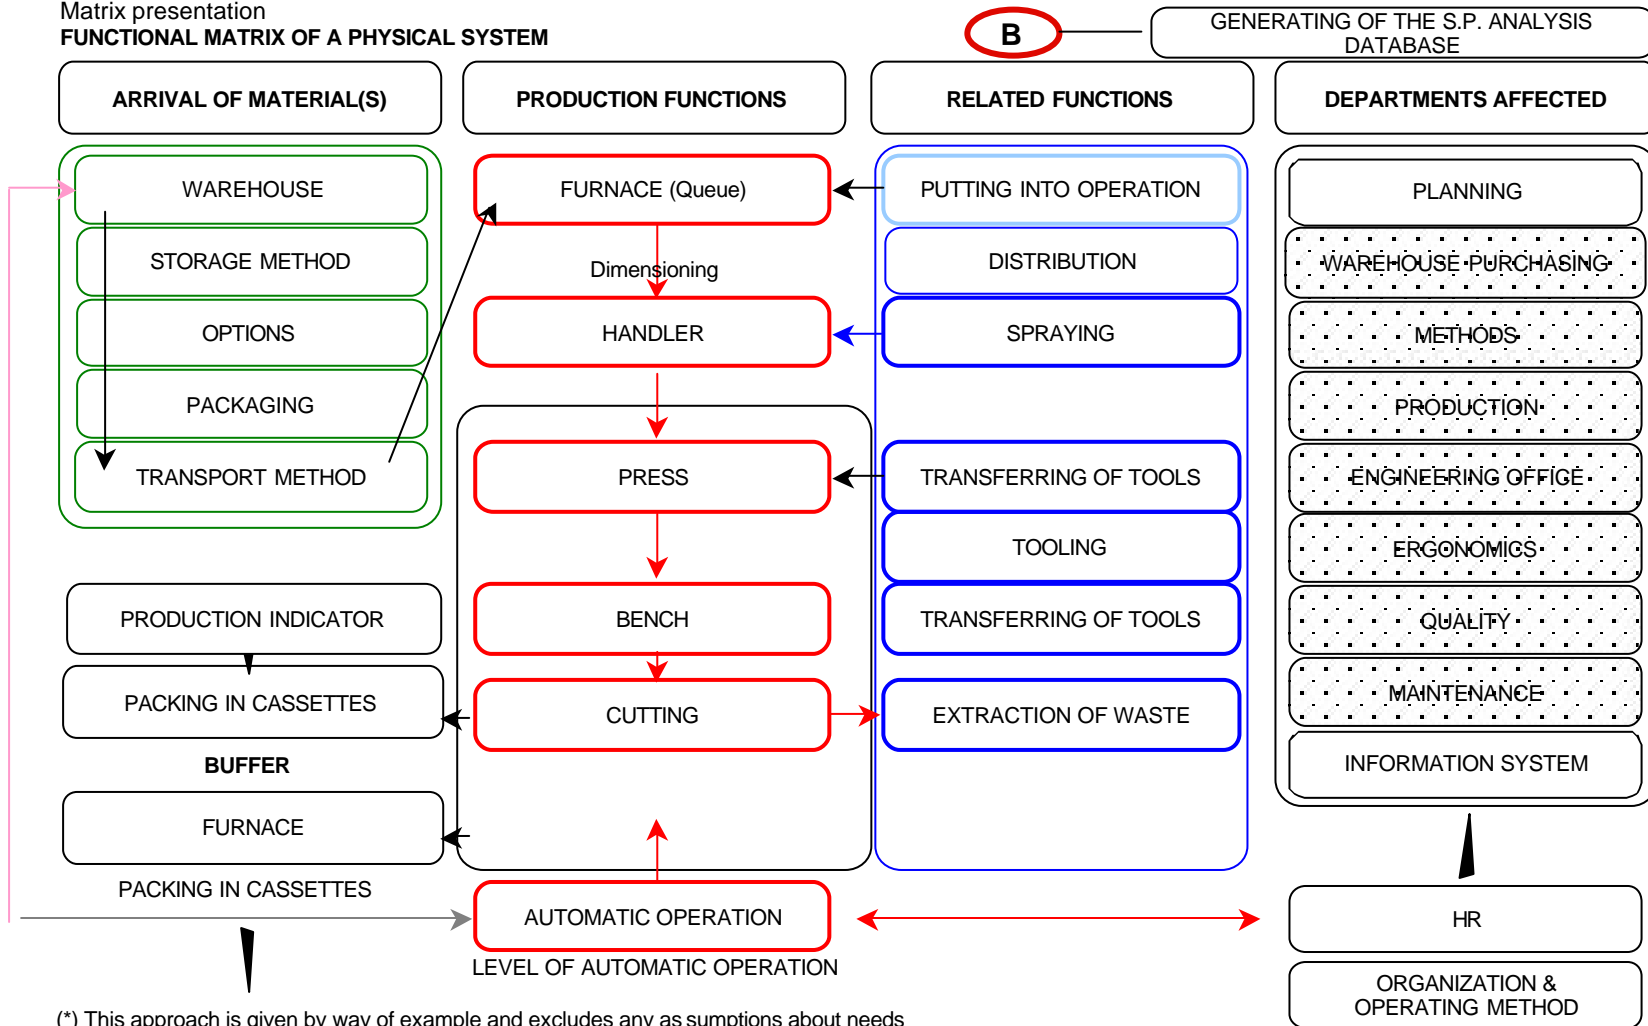 Matrix presentation
FUNCTIONAL MATRIX OF A PHYSICAL SYSTEM
B
GENERATING OF THE S.P. ANALYSIS
DATABASE
ARRIVAL OF MATERIAL(S)
PRODUCTION FUNCTIONS
RELATED FUNCTIONS
DEPARTMENTS AFFECTED
WAREHOUSE
STORAGE METHOD
OPTIONS
PACKAGING
TRANSPORT METHOD
PRODUCTION INDICATOR
PACKING IN CASSETTES
BUFFER
FURNACE
PACKING IN CASSETTES
FURNACE (Queue)
Dimensioning
HANDLER
PRESS
BENCH
CUTTING
AUTOMATIC OPERATION
LEVEL OF AUTOMATIC OPERATION
PUTTING INTO OPERATION
DISTRIBUTION
SPRAYING
TRANSFERRING OF TOOLS
TOOLING
TRANSFERRING OF TOOLS
EXTRACTION OF WASTE
PLANNING
WAREHOUSE PURCHASING
METHODS
PRODUCTION
ENGINEERING OFFICE
ERGONOMICS
QUALITY
MAINTENANCE
INFORMATION SYSTEM
HR
ORGANIZATION &
OPERATING METHOD
(*) This approach is given by way of example and excludes any as sumptions about needs